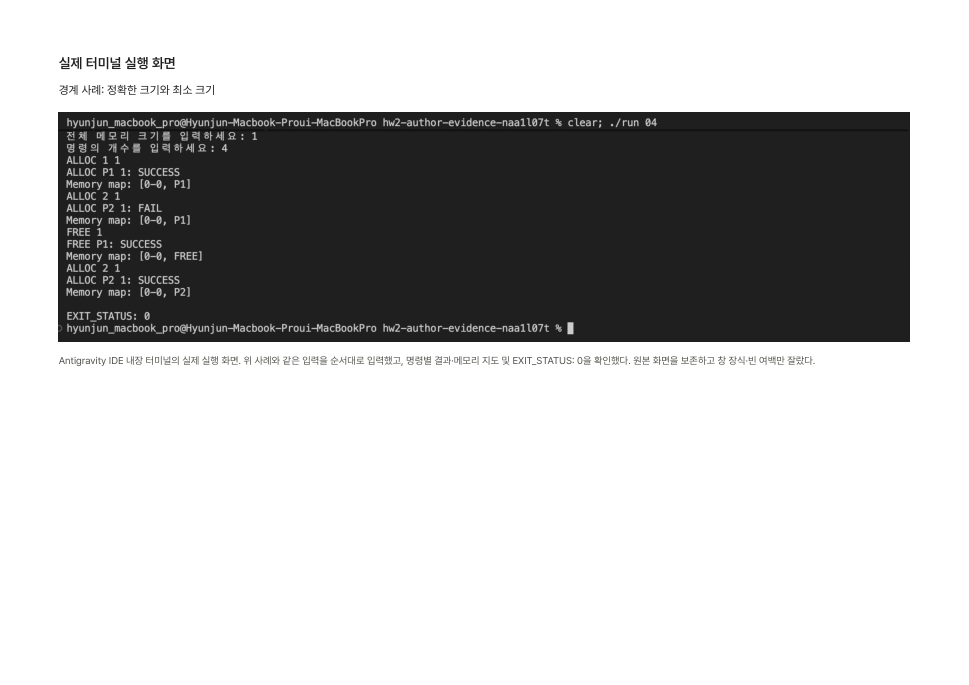 실제 터미널 실행 화면
경계 사례: 정확한 크기와 최소 크기
hyunjun_macbook_pro@Hyunjun-Macbook-Proui-MacBookPro hw2-author-evidence-naa1l07t % clear; ./run 04
전체 메모리 크기를 입력하세요: 1
명령의 개수를 입력하세요: 4
ALLOC 1 1
ALLOC P1 1: SUCCESS
Memory map: [0-0, P1]
ALLOC 2 1
ALLOC P2 1: FAIL
Memory map: [0-0, P1]
FREE 1
FREE P1: SUCCESS
Memory map: [0-0, FREE]
ALLOC 2 1
ALLOC P2 1: SUCCESS
Memory map: [0-0, P2]
EXIT_STATUS: 0
hyunjun_macbook_pro@Hyunjun-Macbook-Proui-MacBookPro hw2-author-evidence-naa1l07t %
Antigravity IDE 내장 터미널의 실제 실행 화면. 위 사례와 같은 입력을 순서대로 입력했고, 명령별 결과·메모리 지도 및 EXIT_STATUS: 0을 확인했다. 원본 화면을 보존하고 창 장식·빈 여백만 잘랐다.